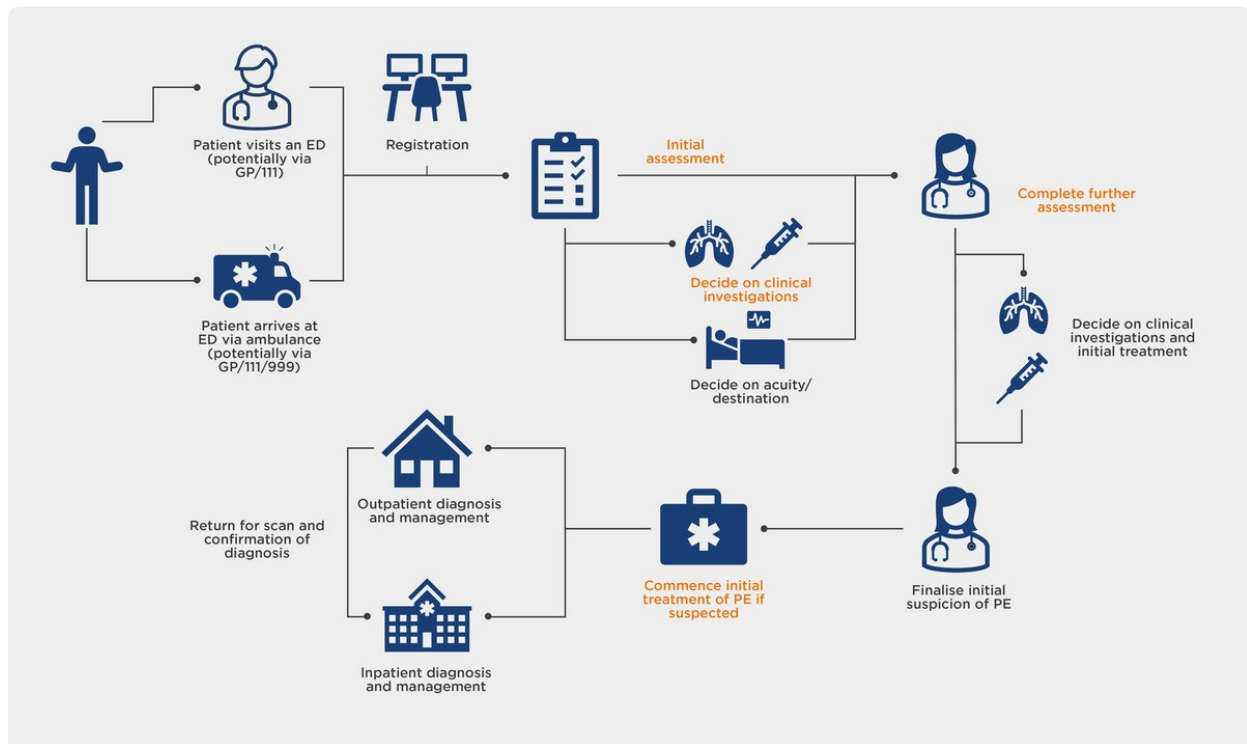 Patient visits an ED
(potentially via
GP/111)
Registration
Patient arrives at
ED via ambulance
(potentially via
GP/111/999)
Initial
assessment
Decide on clinical
investigations
Decide on acuity/
destination
Complete further
assessment
Decide on clinical
investigations and
initial treatment
Finalise initial
suspicion of PE
Commence initial
treatment of PE if
suspected
Outpatient diagnosis
and management
Return for scan and
confirmation of
diagnosis
Inpatient diagnosis
and management